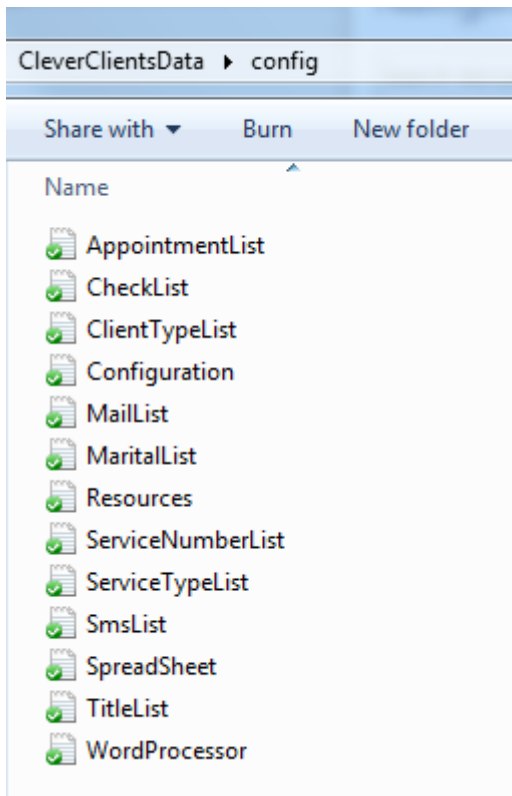 CleverClientsData ▸ config
Share with ▾ Burn New folder
Name
AppointmentList
CheckList
ClientTypeList
Configuration
MailList
MaritalList
Resources
ServiceNumberList
ServiceTypeList
SmsList
SpreadSheet
TitleList
WordProcessor